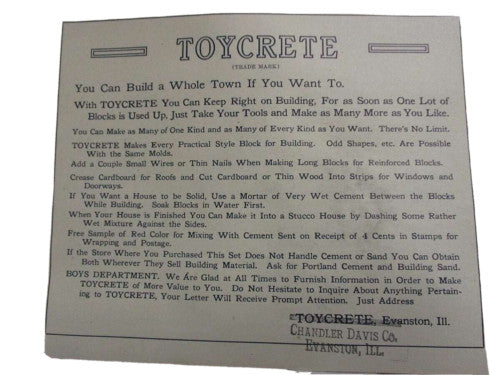 TOYCRETE
(TRADE MARK)
You Can Build a Whole Town If You Want To.
With TOYCRETE You Can Keep Right on Building, For as Soon as One Lot of
Blocks is Used Up, Just Take Your Tools and Make as Many More as You Like.
You Can Make as Many of One Kind and as Many of Every Kind as You Want. There's No Limit.
TOYCRETE Makes Every Practical Style Block for Building. Odd Shapes, etc. Are Possible
With the Same Molds.
Add a Couple Small Wires or Thin Nails When Making Long Blocks for Reinforced Blocks.
Crease Cardboard for Roofs and Cut Cardboard or Thin Wood Into Strips for Windows and
Doorways.
If You Want a House to be Solid, Use a Mortar of Very Wet Cement Between the Blocks
While Building. Soak Blocks in Water First.
When Your House is Finished You Can Make it Into a Stucco House by Dashing Some Rather
Wet Mixture Against the Sides.
Free Sample of Red Color for Mixing With Cement Sent on Receipt of 4 Cents in Stamps for
Wrapping and Postage.
If the Store Where You Purchased This Set Does Not Handle Cement or Sand You Can Obtain
Both Wherever They Sell Building Material. Ask for Portland Cement and Building Sand.
BOYS DEPARTMENT. We Are Glad at All Times to Furnish Information in Order to Make
TOYCRETE of More Value to You. Do Not Hesitate to Inquire About Anything Pertain-
ing to TOYCRETE, Your Letter Will Receive Prompt Attention. Just Address
TOYCRETE, Evanston, Ill.
CHANDLER DAVIS CO.
EVANSTON, ILL.